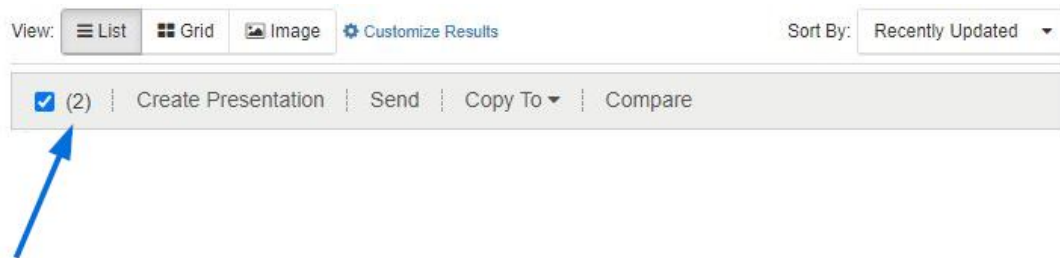 View: List Grid Image Customize Results Sort By: Recently Updated
(2) Create Presentation Send Copy To Compare